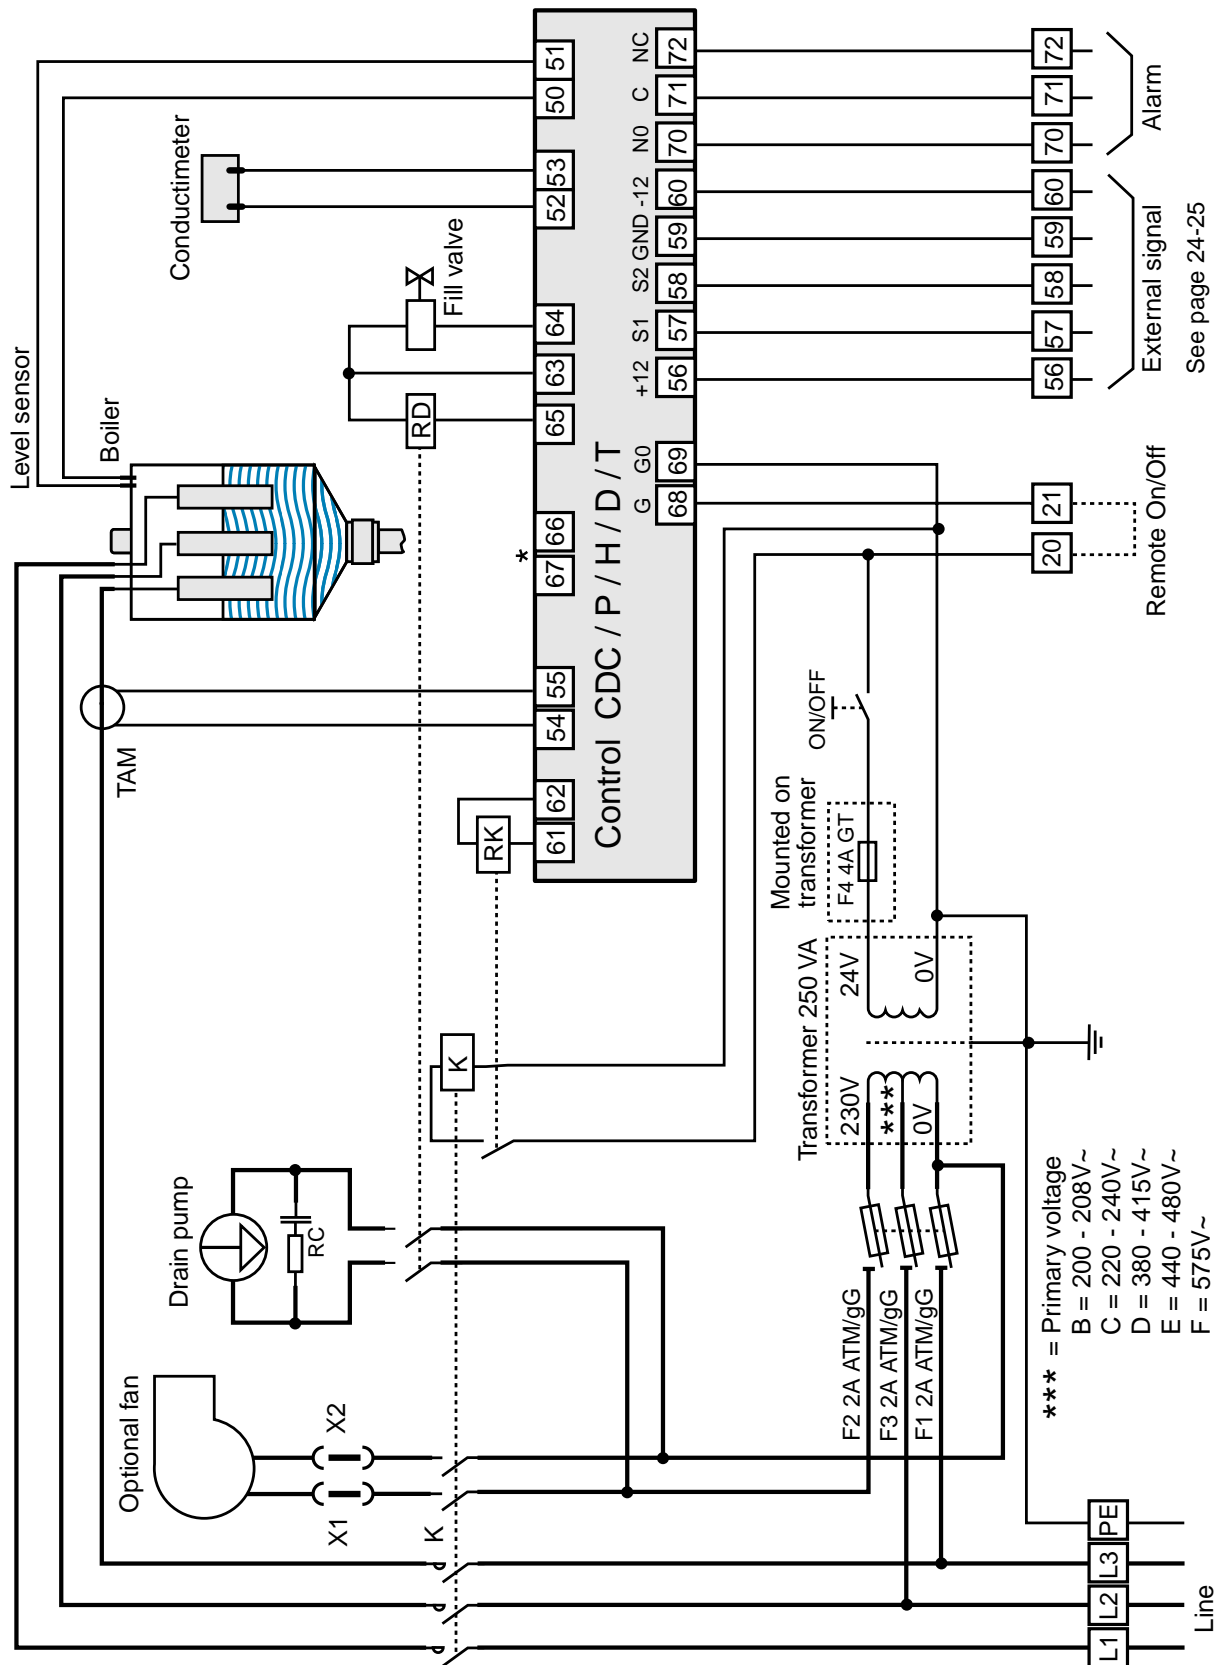 Level sensor
Boiler
Conductimeter
Fill valve
RD
TAM
RK
Drain pump
RC
Optional fan
X1
X2
K
K
51
50
53
52
64
63
65
*
66
67
55
54
62
61
Control CDC / P / H / D / T
NC
C
N0
-12
GND
S2
S1
+12
G0
G
72
71
70
60
59
58
57
56
69
68
72
71
70
60
59
58
57
56
21
20
Alarm
External signal
See page 24-25
Remote On/Off
ON/OFF
Mounted on
transformer
F4 4A GT
Transformer 250 VA
24V
0V
230V
***
0V
F2 2A ATM/gG
F3 2A ATM/gG
F1 2A ATM/gG
*** = Primary voltage
B = 200 - 208V~
C = 220 - 240V~
D = 380 - 415V~
E = 440 - 480V~
F = 575V~
L1
L2
L3
PE
Line